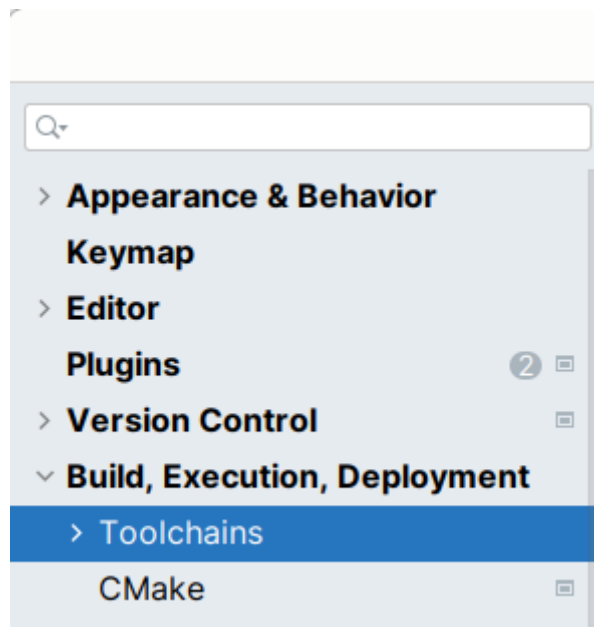 Appearance & Behavior
Keymap
Editor
Plugins 2
Version Control
Build, Execution, Deployment
Toolchains
CMake